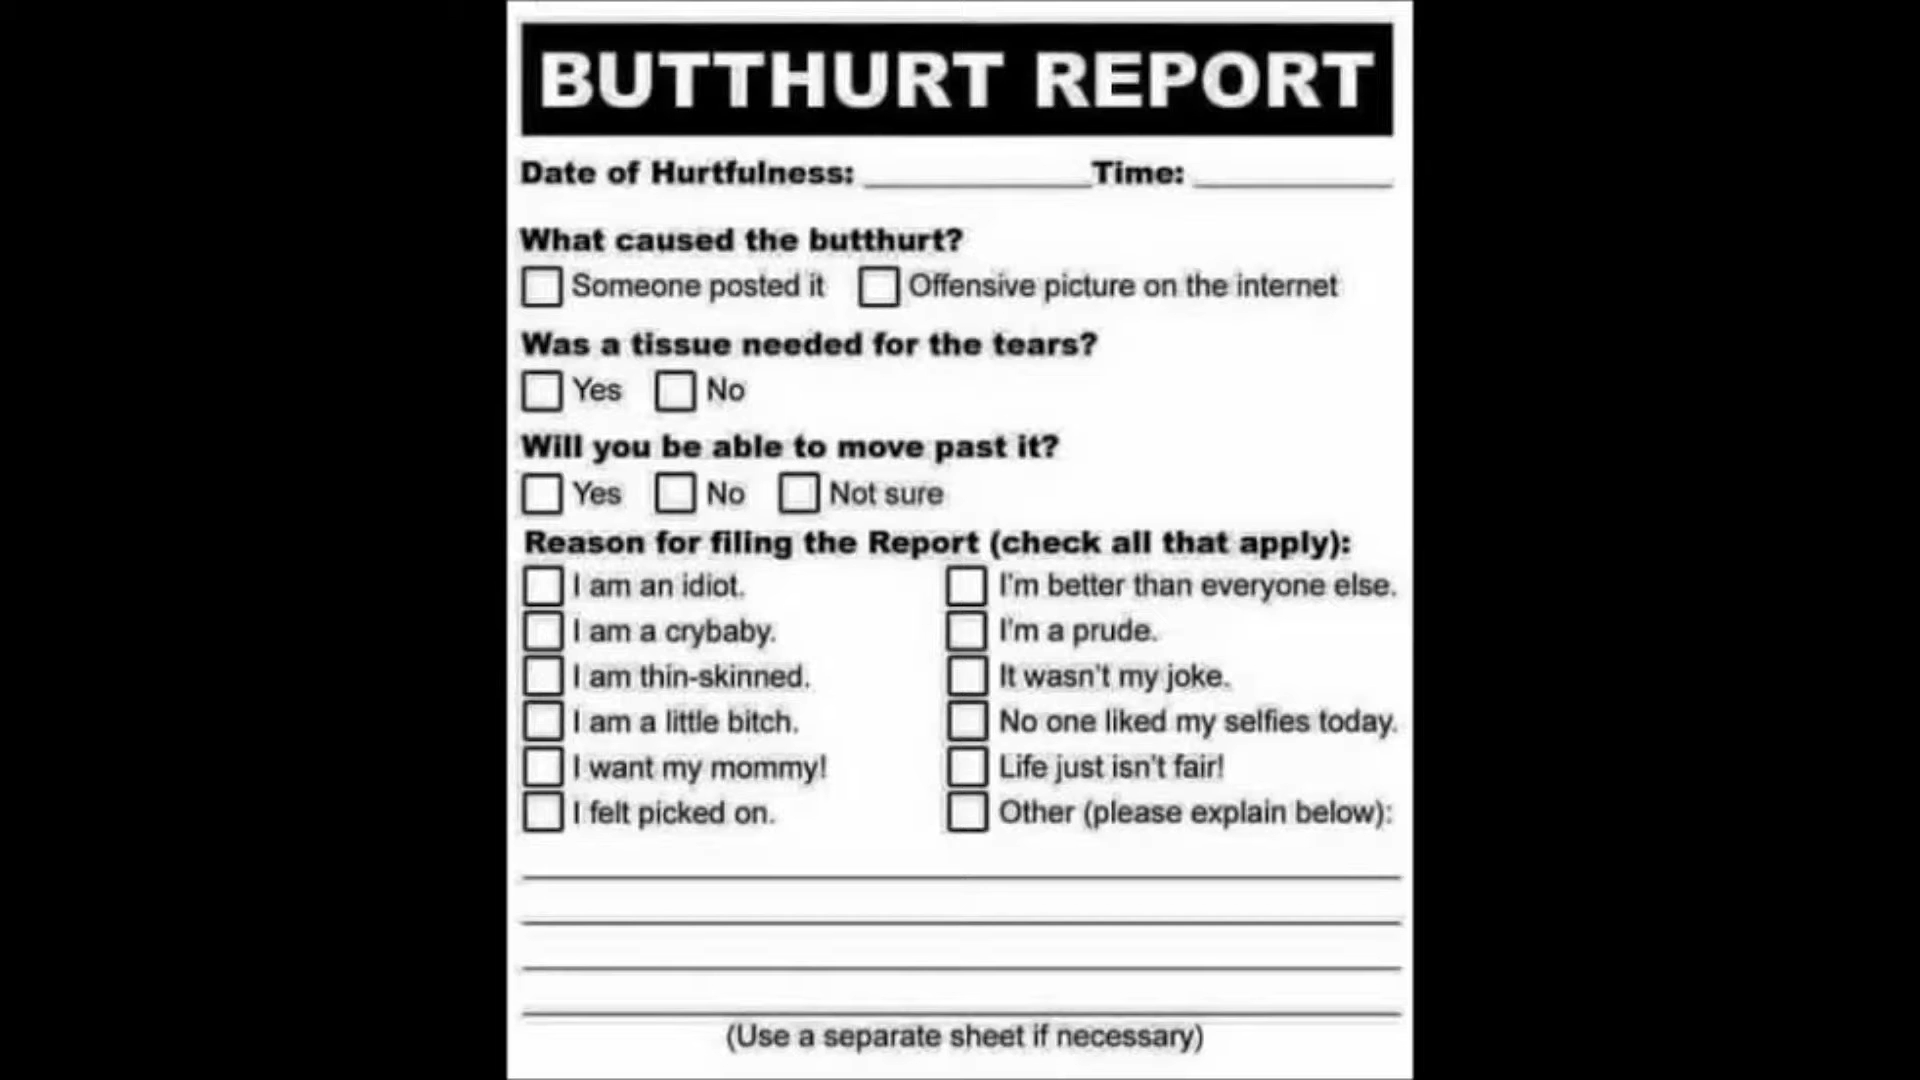 BUTTHURT REPORT
Date of Hurtfulness: ____________ Time: ____________
What caused the butthurt?
Someone posted it Offensive picture on the internet
Was a tissue needed for the tears?
Yes No
Will you be able to move past it?
Yes No Not sure
Reason for filing the Report (check all that apply):
I am an idiot. I'm better than everyone else.
I am a crybaby. I'm a prude.
I am thin-skinned. It wasn't my joke.
I am a little bitch. No one liked my selfies today.
I want my mommy! Life just isn't fair!
I felt picked on. Other (please explain below):
(Use a separate sheet if necessary)